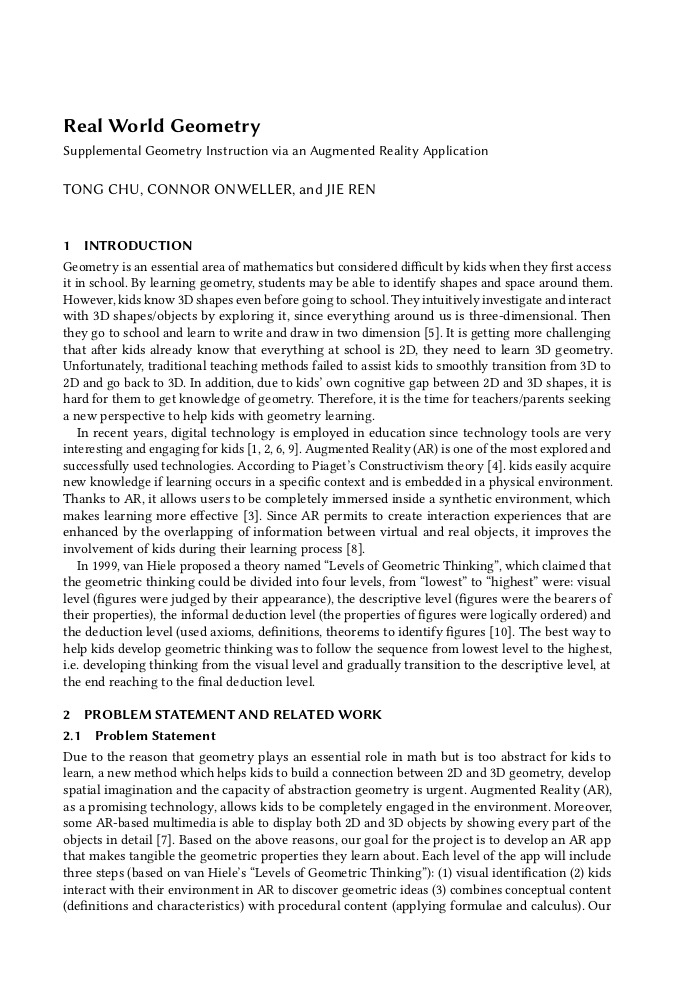 Real World Geometry
Supplemental Geometry Instruction via an Augmented Reality Application
TONG CHU, CONNOR ONWELLER, and JIE REN
1 INTRODUCTION
Geometry is an essential area of mathematics but considered difficult by kids when they first access
it in school. By learning geometry, students may be able to identify shapes and space around them.
However, kids know 3D shapes even before going to school. They intuitively investigate and interact
with 3D shapes/objects by exploring it, since everything around us is three-dimensional. Then
they go to school and learn to write and draw in two dimension [5]. It is getting more challenging
that after kids already know that everything at school is 2D, they need to learn 3D geometry.
Unfortunately, traditional teaching methods failed to assist kids to smoothly transition from 3D to
2D and go back to 3D. In addition, due to kids' own cognitive gap between 2D and 3D shapes, it is
hard for them to get knowledge of geometry. Therefore, it is the time for teachers/parents seeking
a new perspective to help kids with geometry learning.
In recent years, digital technology is employed in education since technology tools are very
interesting and engaging for kids [1, 2, 6, 9]. Augmented Reality (AR) is one of the most explored and
successfully used technologies. According to Piaget's Constructivism theory [4]. kids easily acquire
new knowledge if learning occurs in a specific context and is embedded in a physical environment.
Thanks to AR, it allows users to be completely immersed inside a synthetic environment, which
makes learning more effective [3]. Since AR permits to create interaction experiences that are
enhanced by the overlapping of information between virtual and real objects, it improves the
involvement of kids during their learning process [8].
In 1999, van Hiele proposed a theory named “Levels of Geometric Thinking”, which claimed that
the geometric thinking could be divided into four levels, from “lowest” to “highest” were: visual
level (figures were judged by their appearance), the descriptive level (figures were the bearers of
their properties), the informal deduction level (the properties of figures were logically ordered) and
the deduction level (used axioms, definitions, theorems to identify figures [10]. The best way to
help kids develop geometric thinking was to follow the sequence from lowest level to the highest,
i.e. developing thinking from the visual level and gradually transition to the descriptive level, at
the end reaching to the final deduction level.
2 PROBLEM STATEMENT AND RELATED WORK
2.1 Problem Statement
Due to the reason that geometry plays an essential role in math but is too abstract for kids to
learn, a new method which helps kids to build a connection between 2D and 3D geometry, develop
spatial imagination and the capacity of abstraction geometry is urgent. Augmented Reality (AR),
as a promising technology, allows kids to be completely engaged in the environment. Moreover,
some AR-based multimedia is able to display both 2D and 3D objects by showing every part of the
objects in detail [7]. Based on the above reasons, our goal for the project is to develop an AR app
that makes tangible the geometric properties they learn about. Each level of the app will include
three steps (based on van Hiele's “Levels of Geometric Thinking”): (1) visual identification (2) kids
interact with their environment in AR to discover geometric ideas (3) combines conceptual content
(definitions and characteristics) with procedural content (applying formulae and calculus). Our